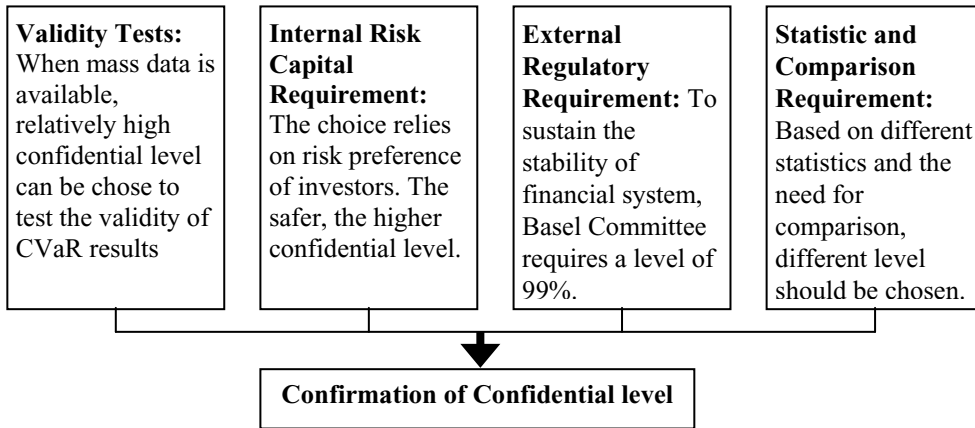 Validity Tests:
When mass data is
available,
relatively high
confidential level
can be chose to
test the validity of
CVaR results
Internal Risk
Capital
Requirement:
The choice relies
on risk preference
of investors. The
safer, the higher
confidential level.
External
Regulatory
Requirement: To
sustain the
stability of
financial system,
Basel Committee
requires a level of
99%.
Statistic and
Comparison
Requirement:
Based on different
statistics and the
need for
comparison,
different level
should be chosen.
Confirmation of Confidential level